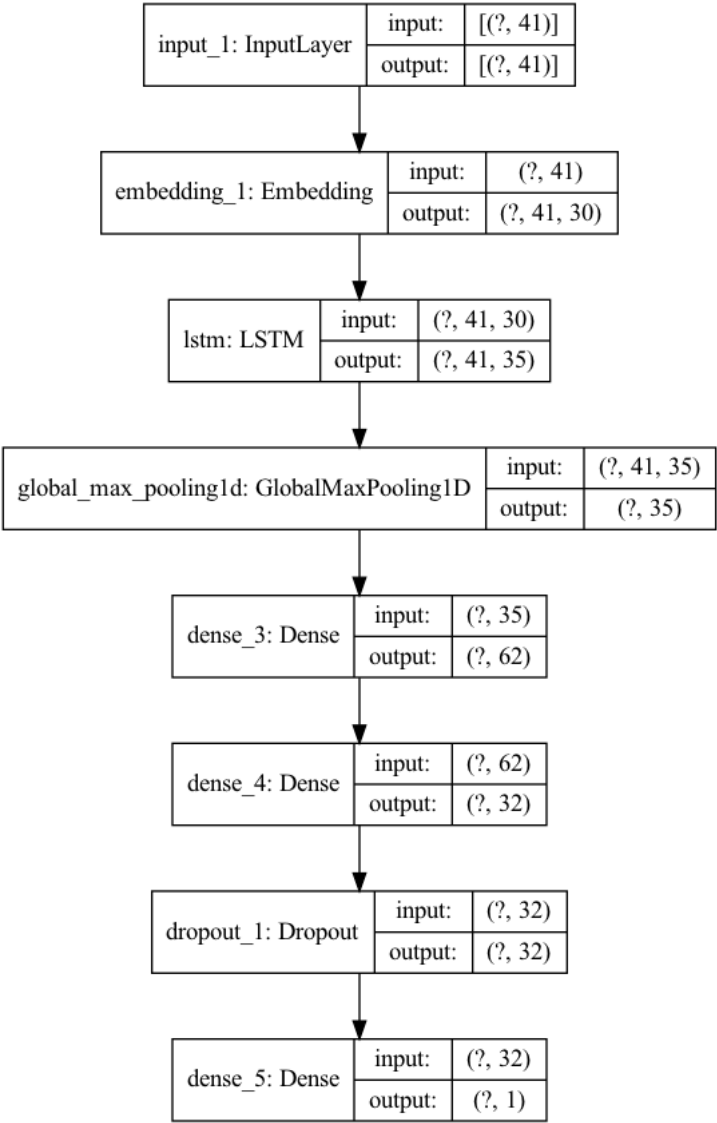 input_1: InputLayer input: [(?, 41)]
output: [(?, 41)]
embedding_1: Embedding input: (?, 41)
output: (?, 41, 30)
lstm: LSTM input: (?, 41, 30)
output: (?, 41, 35)
global_max_pooling1d: GlobalMaxPooling1D input: (?, 41, 35)
output: (?, 35)
dense_3: Dense input: (?, 35)
output: (?, 62)
dense_4: Dense input: (?, 62)
output: (?, 32)
dropout_1: Dropout input: (?, 32)
output: (?, 32)
dense_5: Dense input: (?, 32)
output: (?, 1)